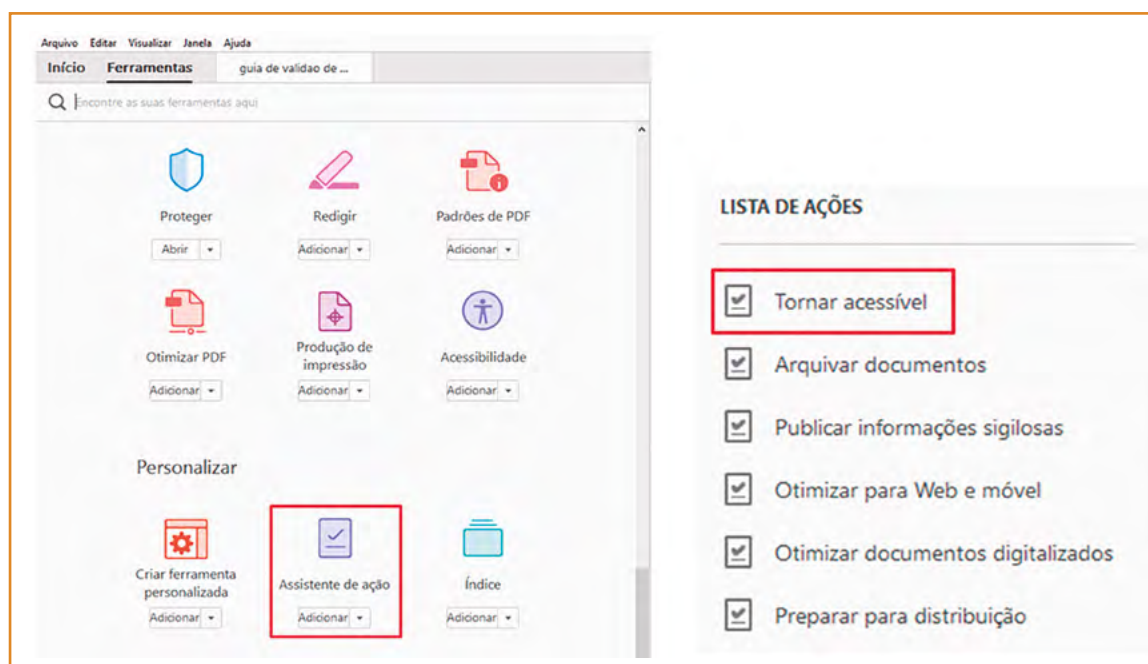 Arquivo Editar Visualizar Janela Ajuda
Início Ferramentas guia de validao de ...
Encontre as suas ferramentas aqui
Proteger Redigir Padrões de PDF
Abrir Adicionar Adicionar
Otimizar PDF Produção de impressão Acessibilidade
Adicionar Adicionar Adicionar
Personalizar
Criar ferramenta personalizada Assistente de ação Índice
Adicionar Adicionar Adicionar
LISTA DE AÇÕES
Tornar acessível
Arquivar documentos
Publicar informações sigilosas
Otimizar para Web e móvel
Otimizar documentos digitalizados
Preparar para distribuição